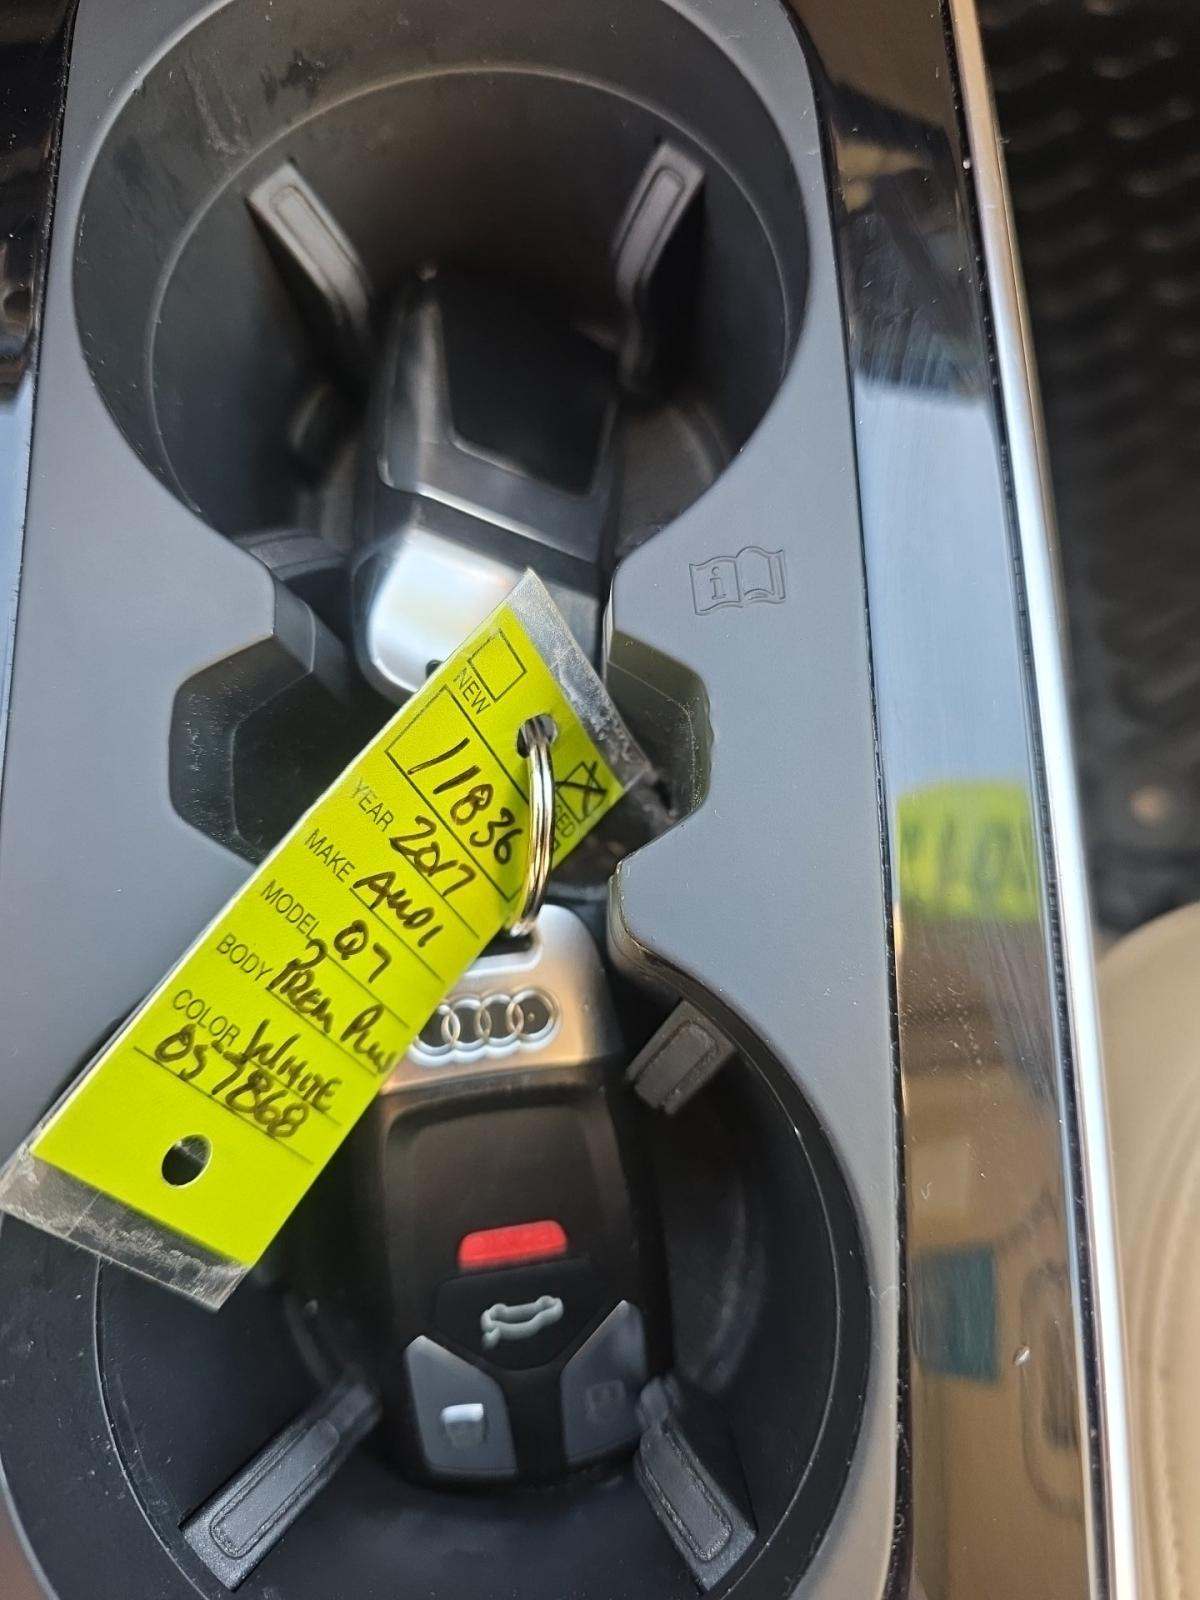 NEW
USED
11836
YEAR 2017
MAKE AUDI
MODEL Q7
BODY PREM PLUS
COLOR WHITE
057868
i